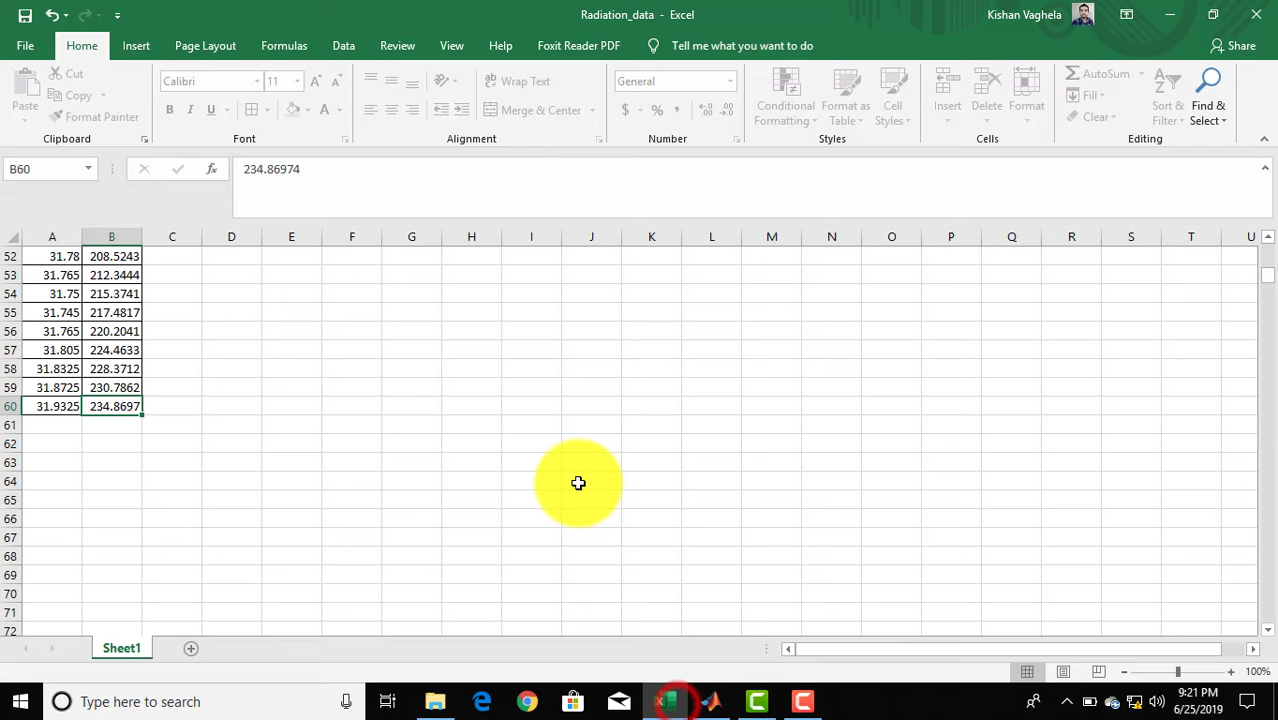 Radiation_data - Excel
Kishan Vaghela
File Home Insert Page Layout Formulas Data Review View Help Foxit Reader PDF Tell me what you want to do Share
Paste
Cut
Copy
Format Painter
Clipboard
Calibri 11
B I U
Font
Wrap Text
Merge & Center
Alignment
General
$ % ,
Number
Conditional Formatting
Format as Table
Cell Styles
Styles
Insert
Delete
Format
Cells
AutoSum
Fill
Clear
Sort & Filter
Find & Select
Editing
B60
fx
234.86974
A B C D E F G H I J K L M N O P Q R S T U
52 31.78 208.5243
53 31.765 212.3444
54 31.75 215.3741
55 31.745 217.4817
56 31.765 220.2041
57 31.805 224.4633
58 31.8325 228.3712
59 31.8725 230.7862
60 31.9325 234.8697
61
62
63
64
65
66
67
68
69
70
71
72
Sheet1
100%
Type here to search
9:21 PM
6/25/2019